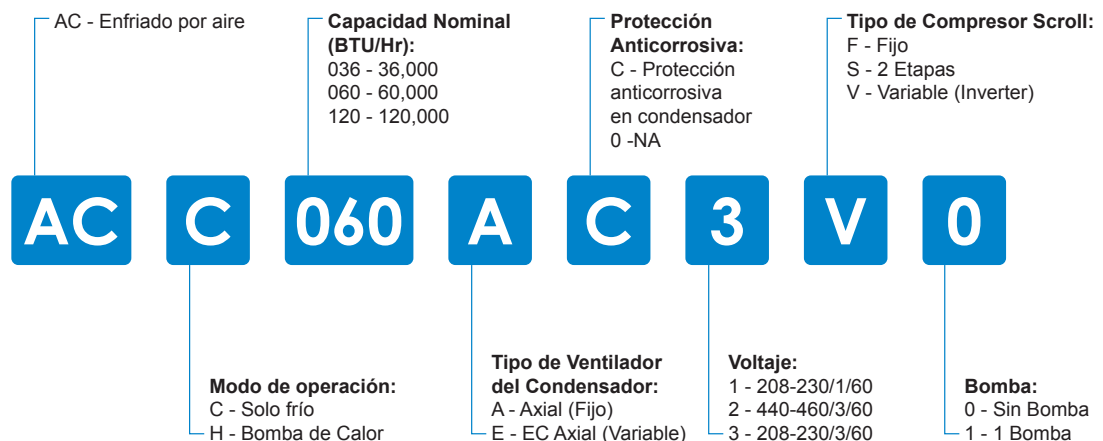 AC - Enfriado por aire
Capacidad Nominal
(BTU/Hr):
036 - 36,000
060 - 60,000
120 - 120,000
Protección
Anticorrosiva:
C - Protección
anticorrosiva
en condensador
0 -NA
Tipo de Compresor Scroll:
F - Fijo
S - 2 Etapas
V - Variable (Inverter)
AC C 060 A C 3 V 0
Modo de operación:
C - Solo frío
H - Bomba de Calor
Tipo de Ventilador
del Condensador:
A - Axial (Fijo)
E - EC Axial (Variable)
Voltaje:
1 - 208-230/1/60
2 - 440-460/3/60
3 - 208-230/3/60
Bomba:
0 - Sin Bomba
1 - 1 Bomba